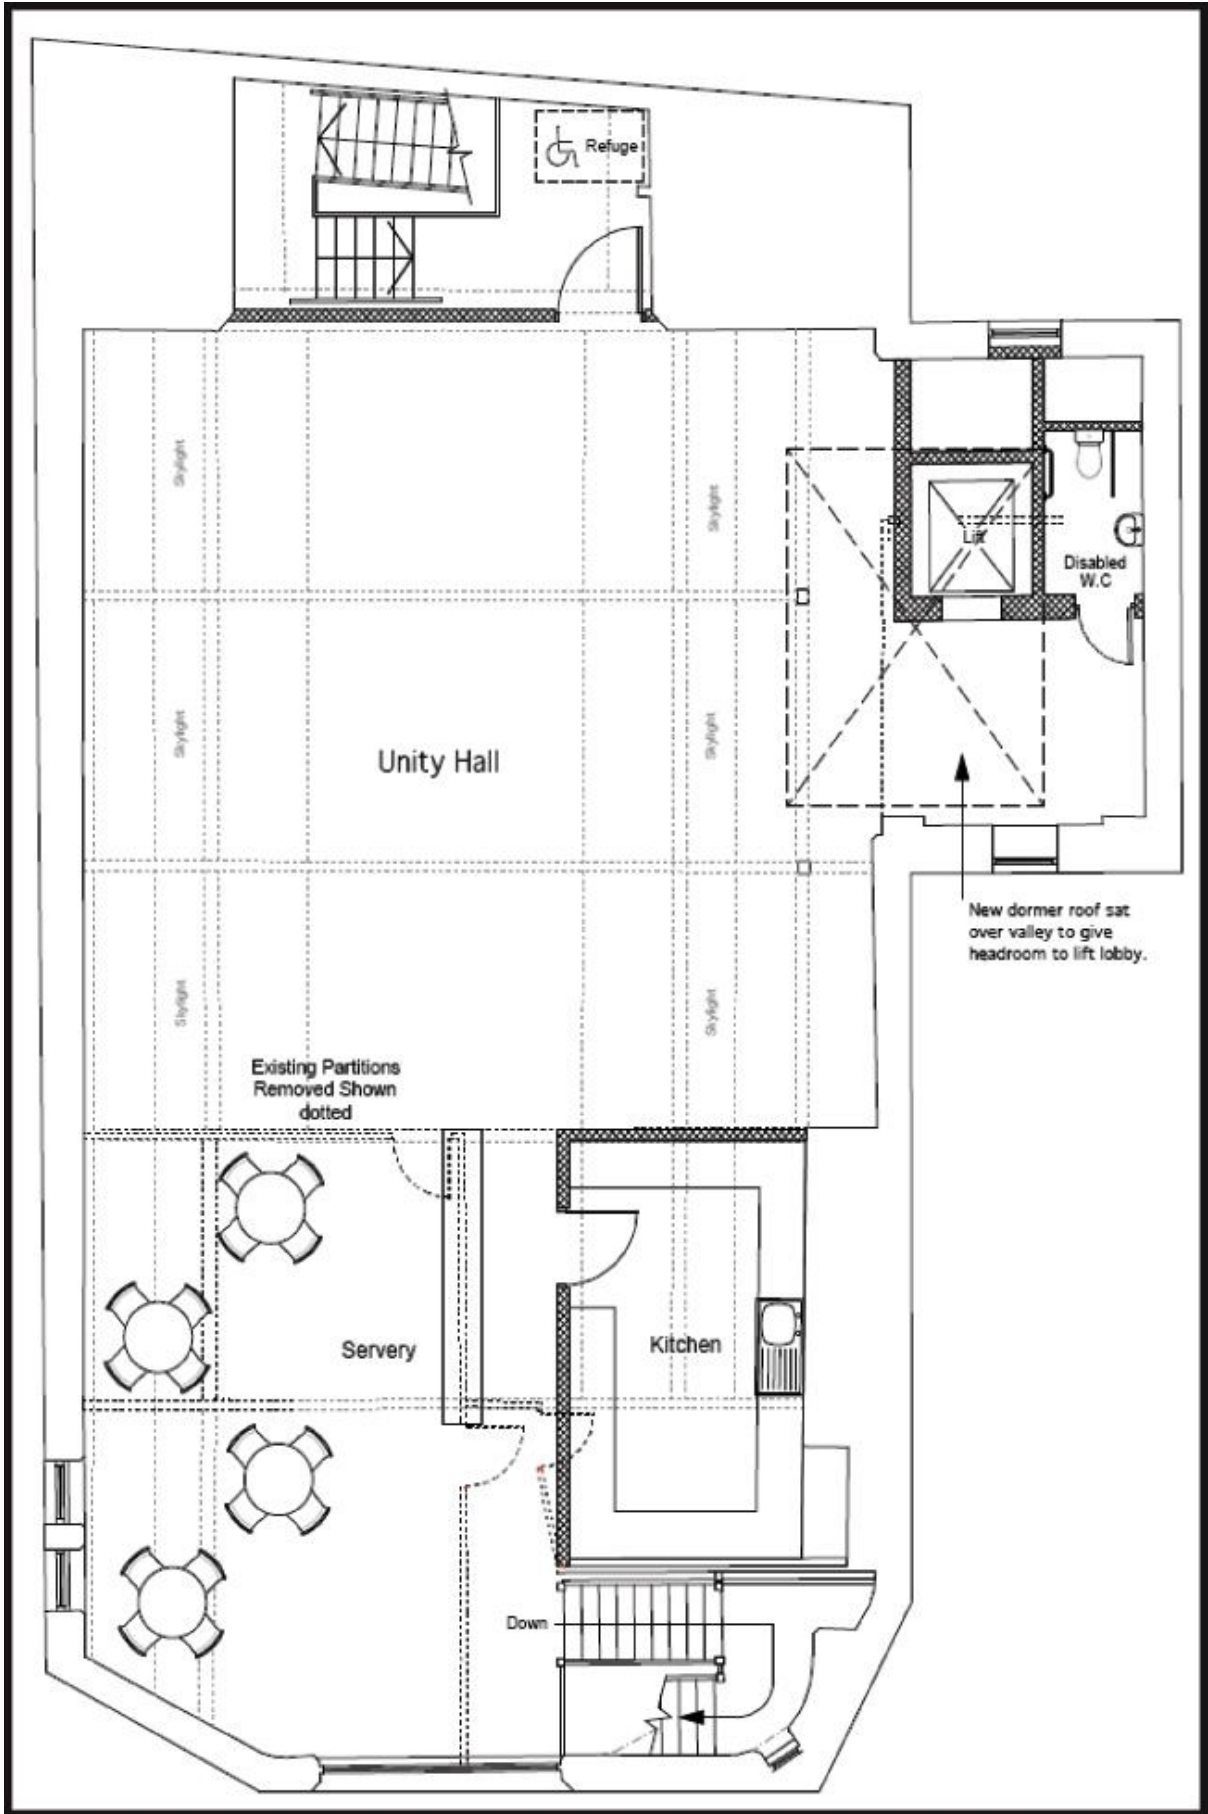 Refuge
Skylight
Skylight
Lift
Disabled
W.C
Skylight
Skylight
Unity Hall
New dormer roof sat
over valley to give
headroom to lift lobby.
Skylight
Skylight
Existing Partitions
Removed Shown
dotted
Servery
Kitchen
Down